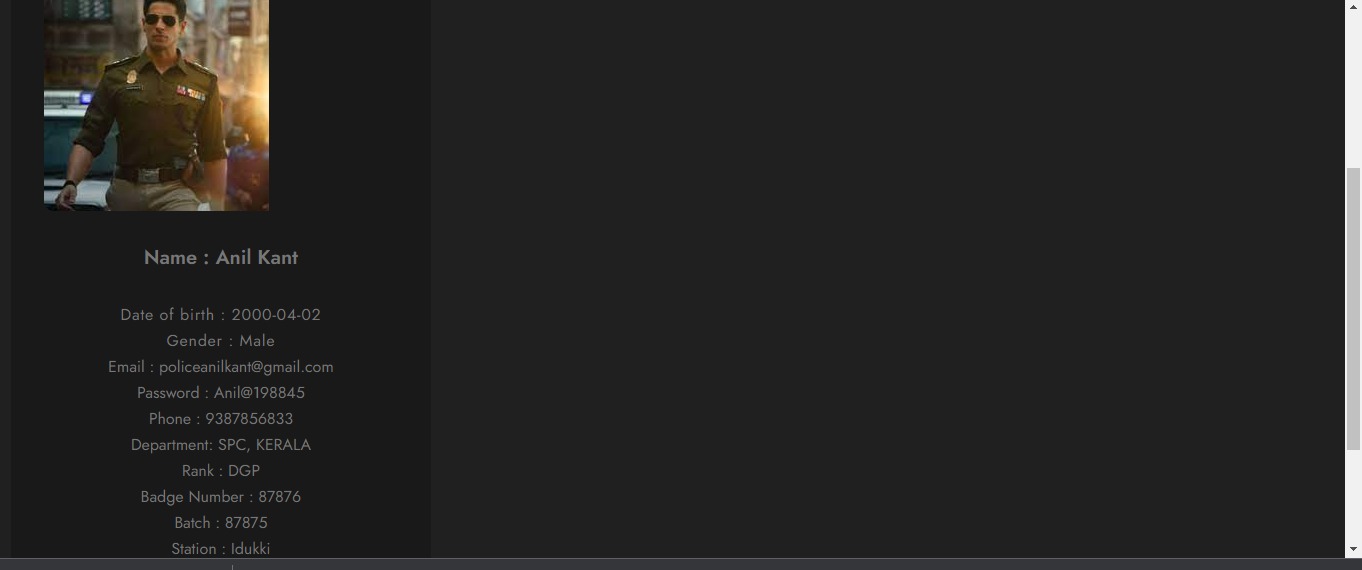 Name : Anil Kant
Date of birth : 2000-04-02
Gender : Male
Email : policeanilkant@gmail.com
Password : Anil@198845
Phone : 9387856833
Department: SPC, KERALA
Rank : DGP
Badge Number : 87876
Batch : 87875
Station : Idukki